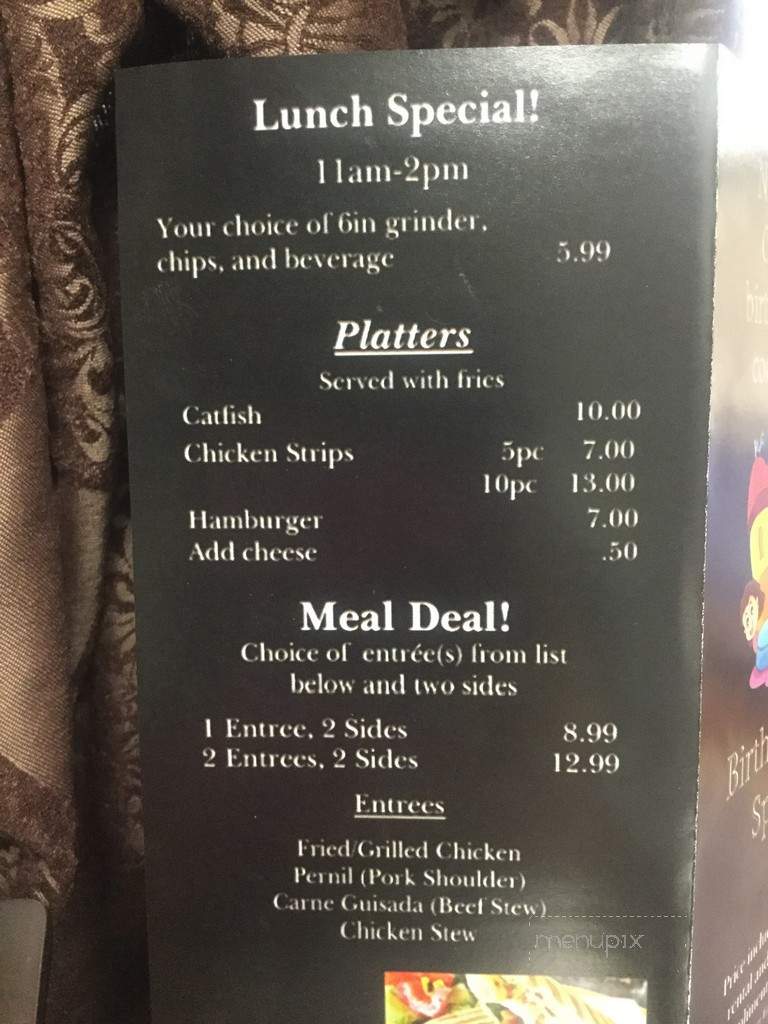 Lunch Special!
11am-2pm
Your choice of 6in grinder,
chips, and beverage 5.99
Platters
Served with fries
Catfish 10.00
Chicken Strips 5pc 7.00
10pc 13.00
Hamburger 7.00
Add cheese .50
Meal Deal!
Choice of entrée(s) from list
below and two sides
1 Entree, 2 Sides 8.99
2 Entrees, 2 Sides 12.99
Entrees
Fried/Grilled Chicken
Pernil (Pork Shoulder)
Carne Guisada (Beef Stew)
Chicken Stew
menupix